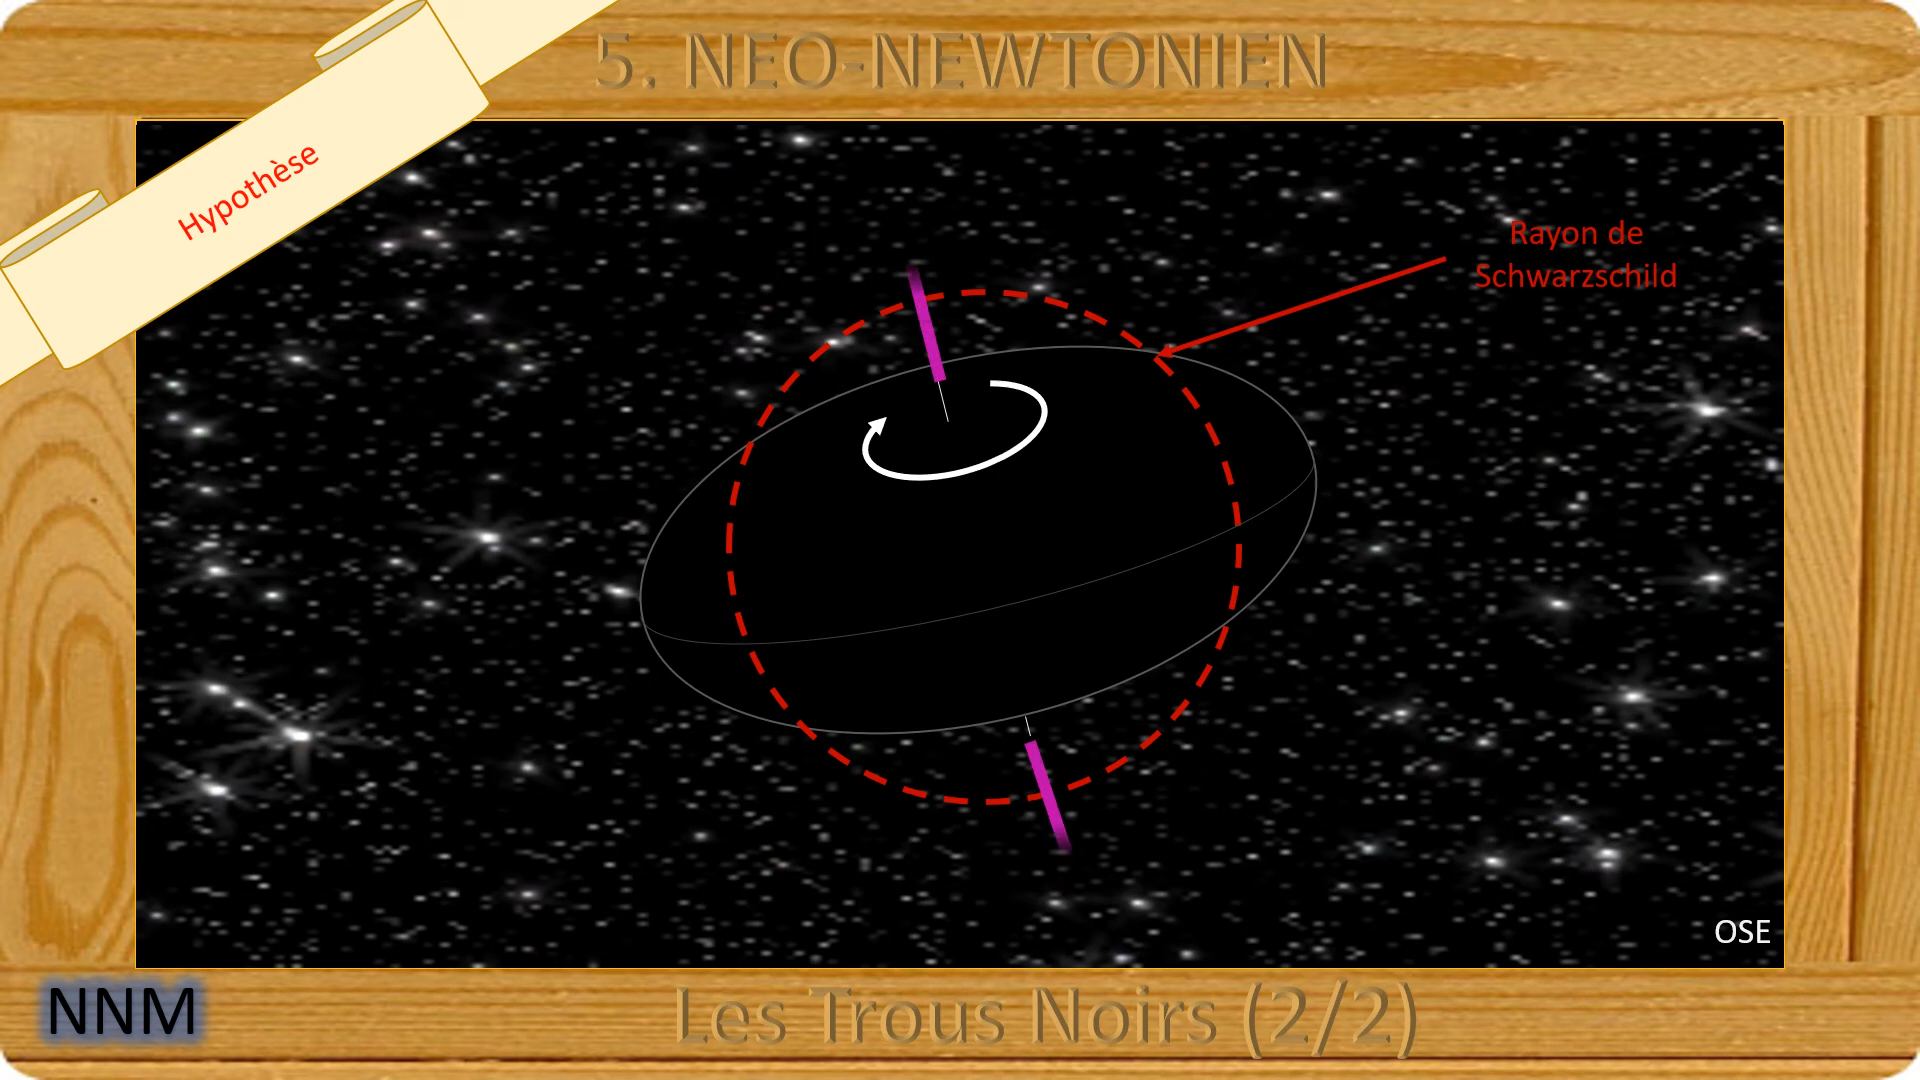 5. NEO-NEWTONIEN
Hypothèse
Rayon de
Schwarzschild
OSE
NNM
Les Trous Noirs (2/2)